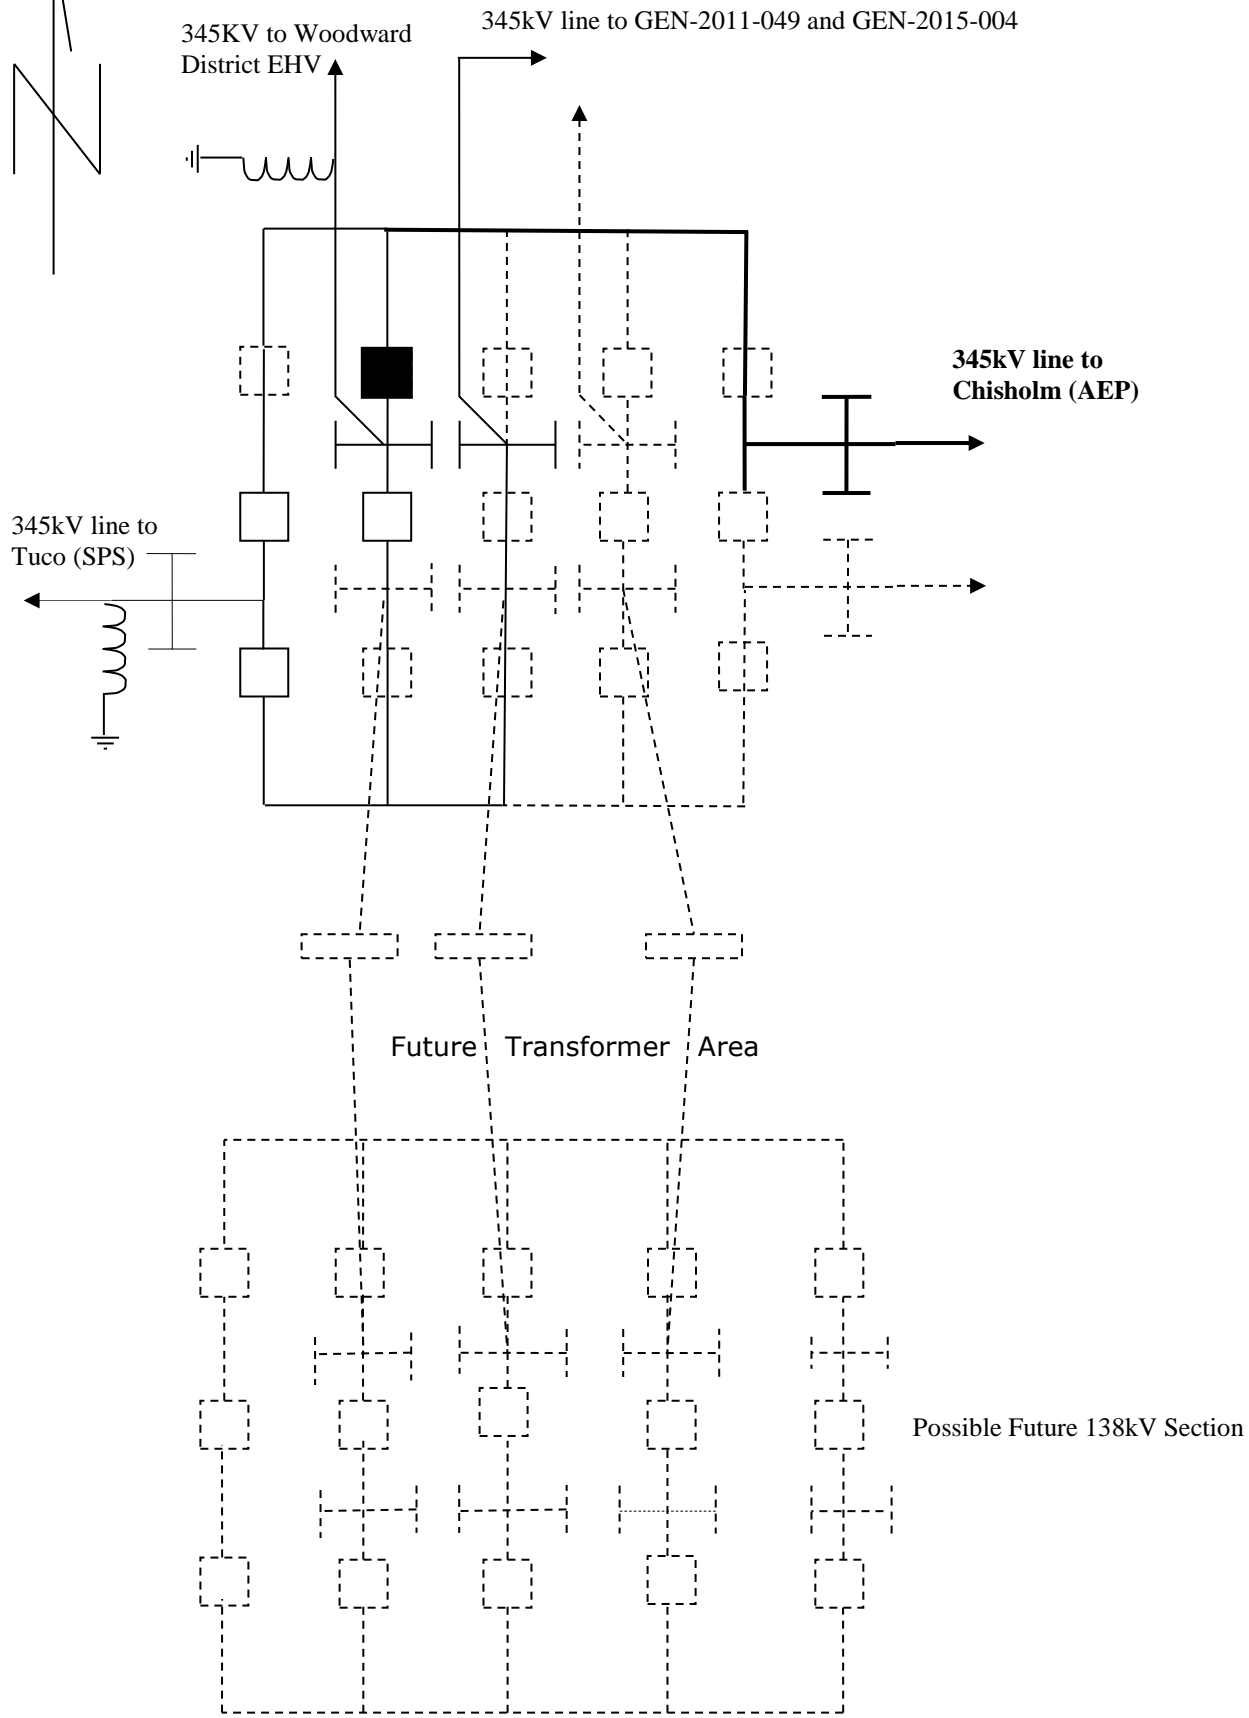 345KV to Woodward
District EHV
345kV line to GEN-2011-049 and GEN-2015-004
345kV line to
Chisholm (AEP)
345kV line to
Tuco (SPS)
Future Transformer Area
Possible Future 138kV Section